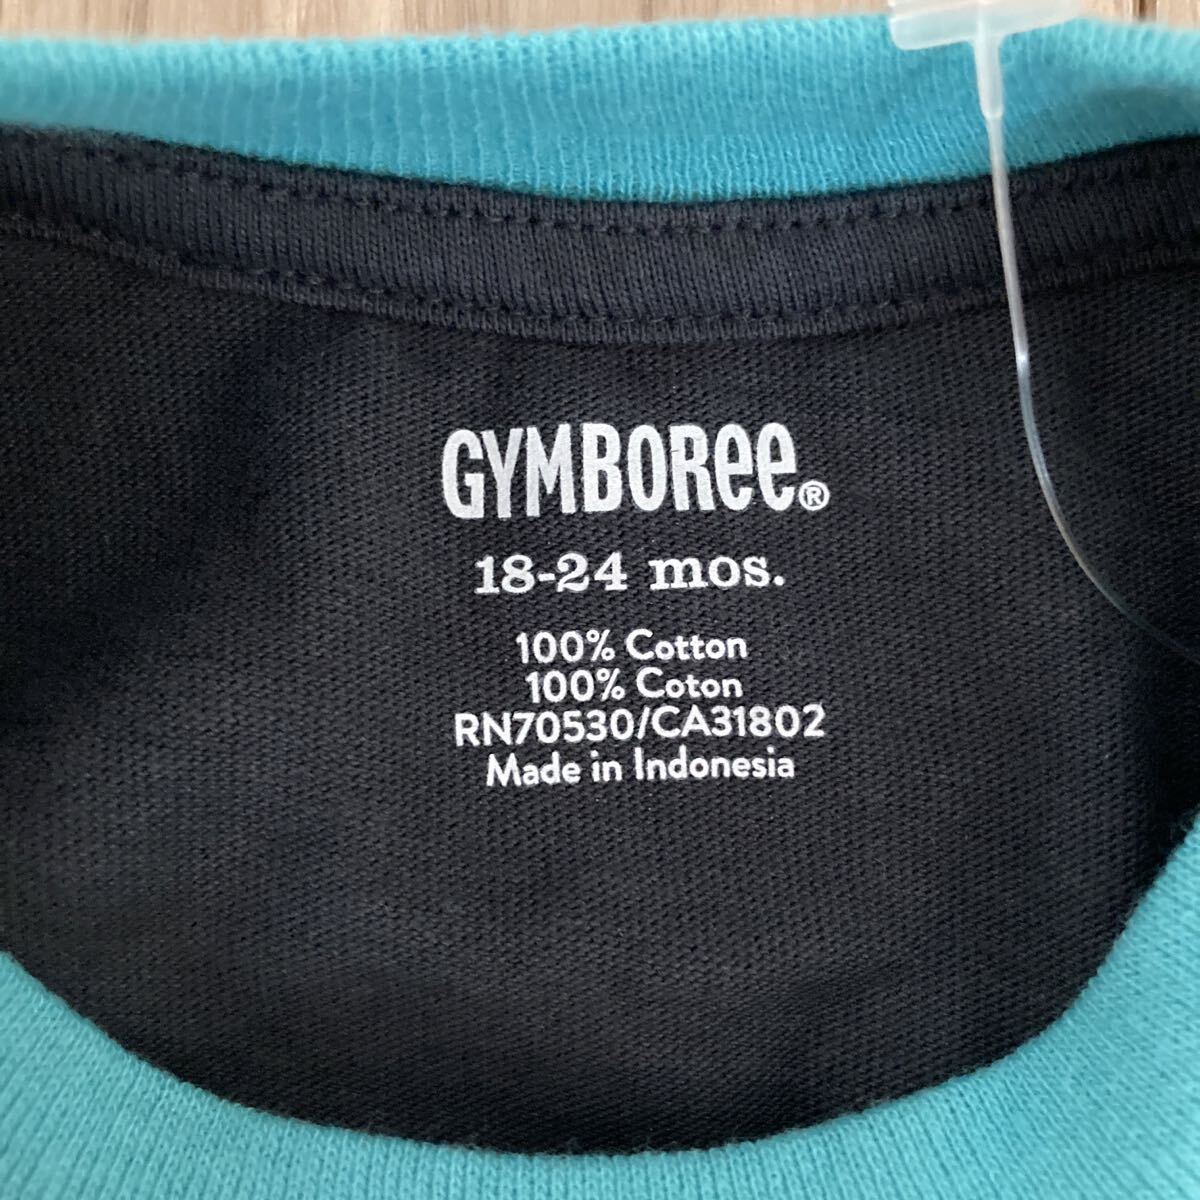 GYMBOREE®
18-24 mos.
100% Cotton
100% Coton
RN70530/CA31802
Made in Indonesia